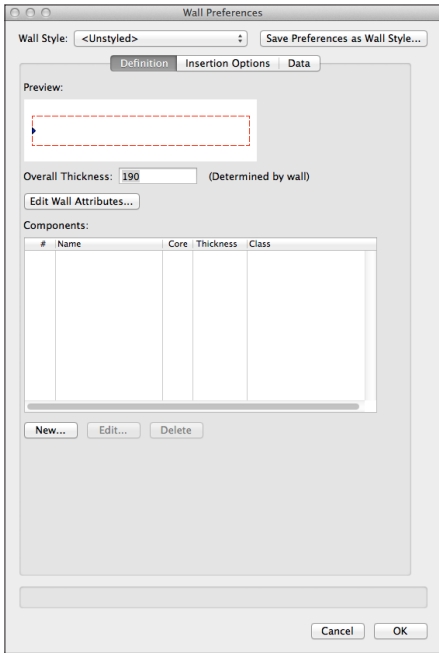 Wall Preferences
Wall Style: <Unstyled> Save Preferences as Wall Style...
Definition Insertion Options Data
Preview:
Overall Thickness: 190 (Determined by wall)
Edit Wall Attributes...
Components:
# Name Core Thickness Class
New... Edit... Delete
Cancel OK